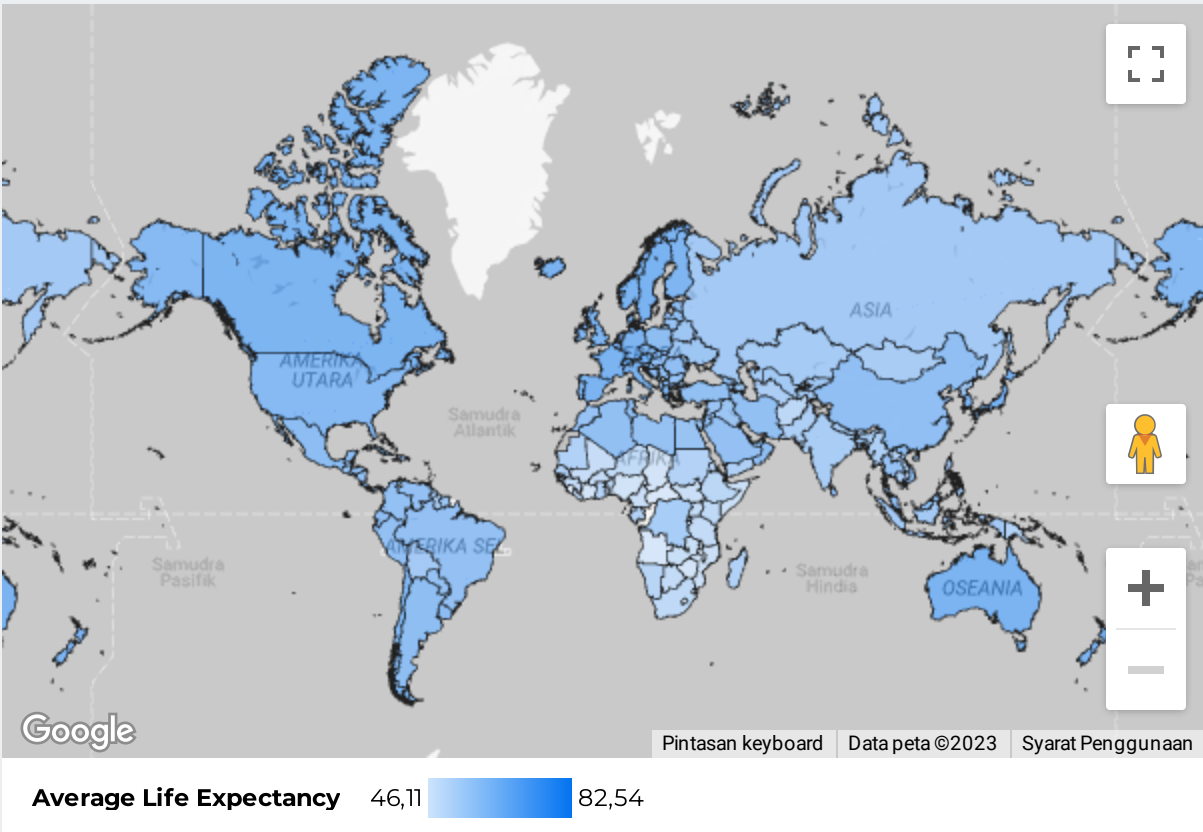 ASIA
AMERIKA
UTARA
Samudra
Atlantik
AFRIKA
AMERIKA SEL
Samudra
Pasifik
Samudra
Hindia
OSEANIA
Google
Pintasan keyboard
Data peta ©2023
Syarat Penggunaan
Average Life Expectancy 46,11 82,54